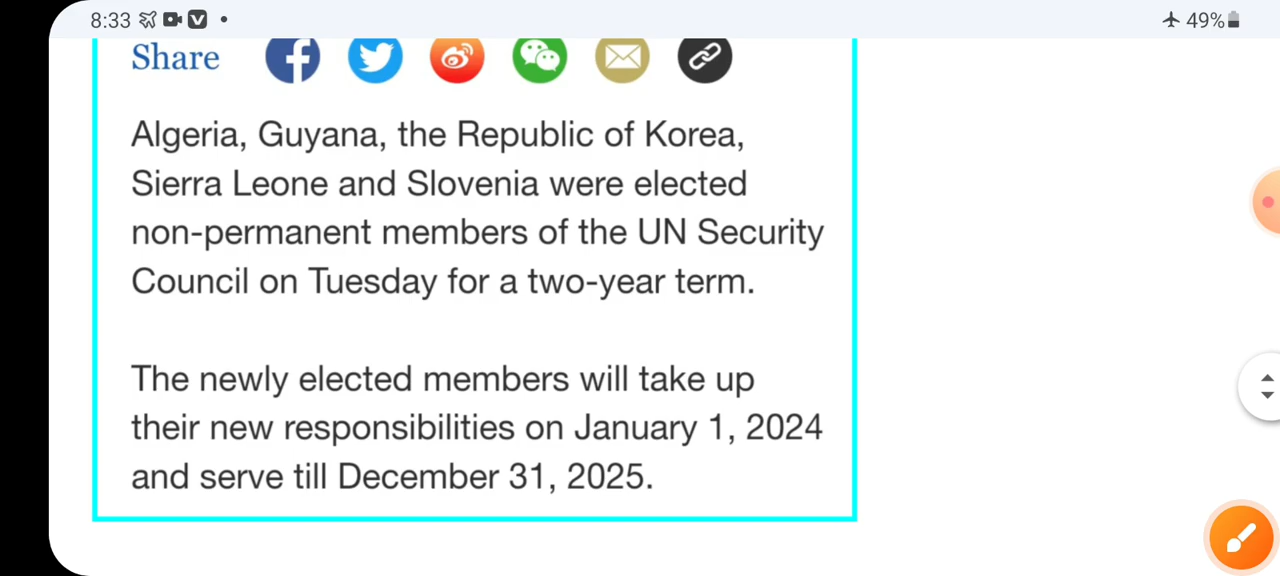 8:33 49%
Share
Algeria, Guyana, the Republic of Korea,
Sierra Leone and Slovenia were elected
non-permanent members of the UN Security
Council on Tuesday for a two-year term.
The newly elected members will take up
their new responsibilities on January 1, 2024
and serve till December 31, 2025.